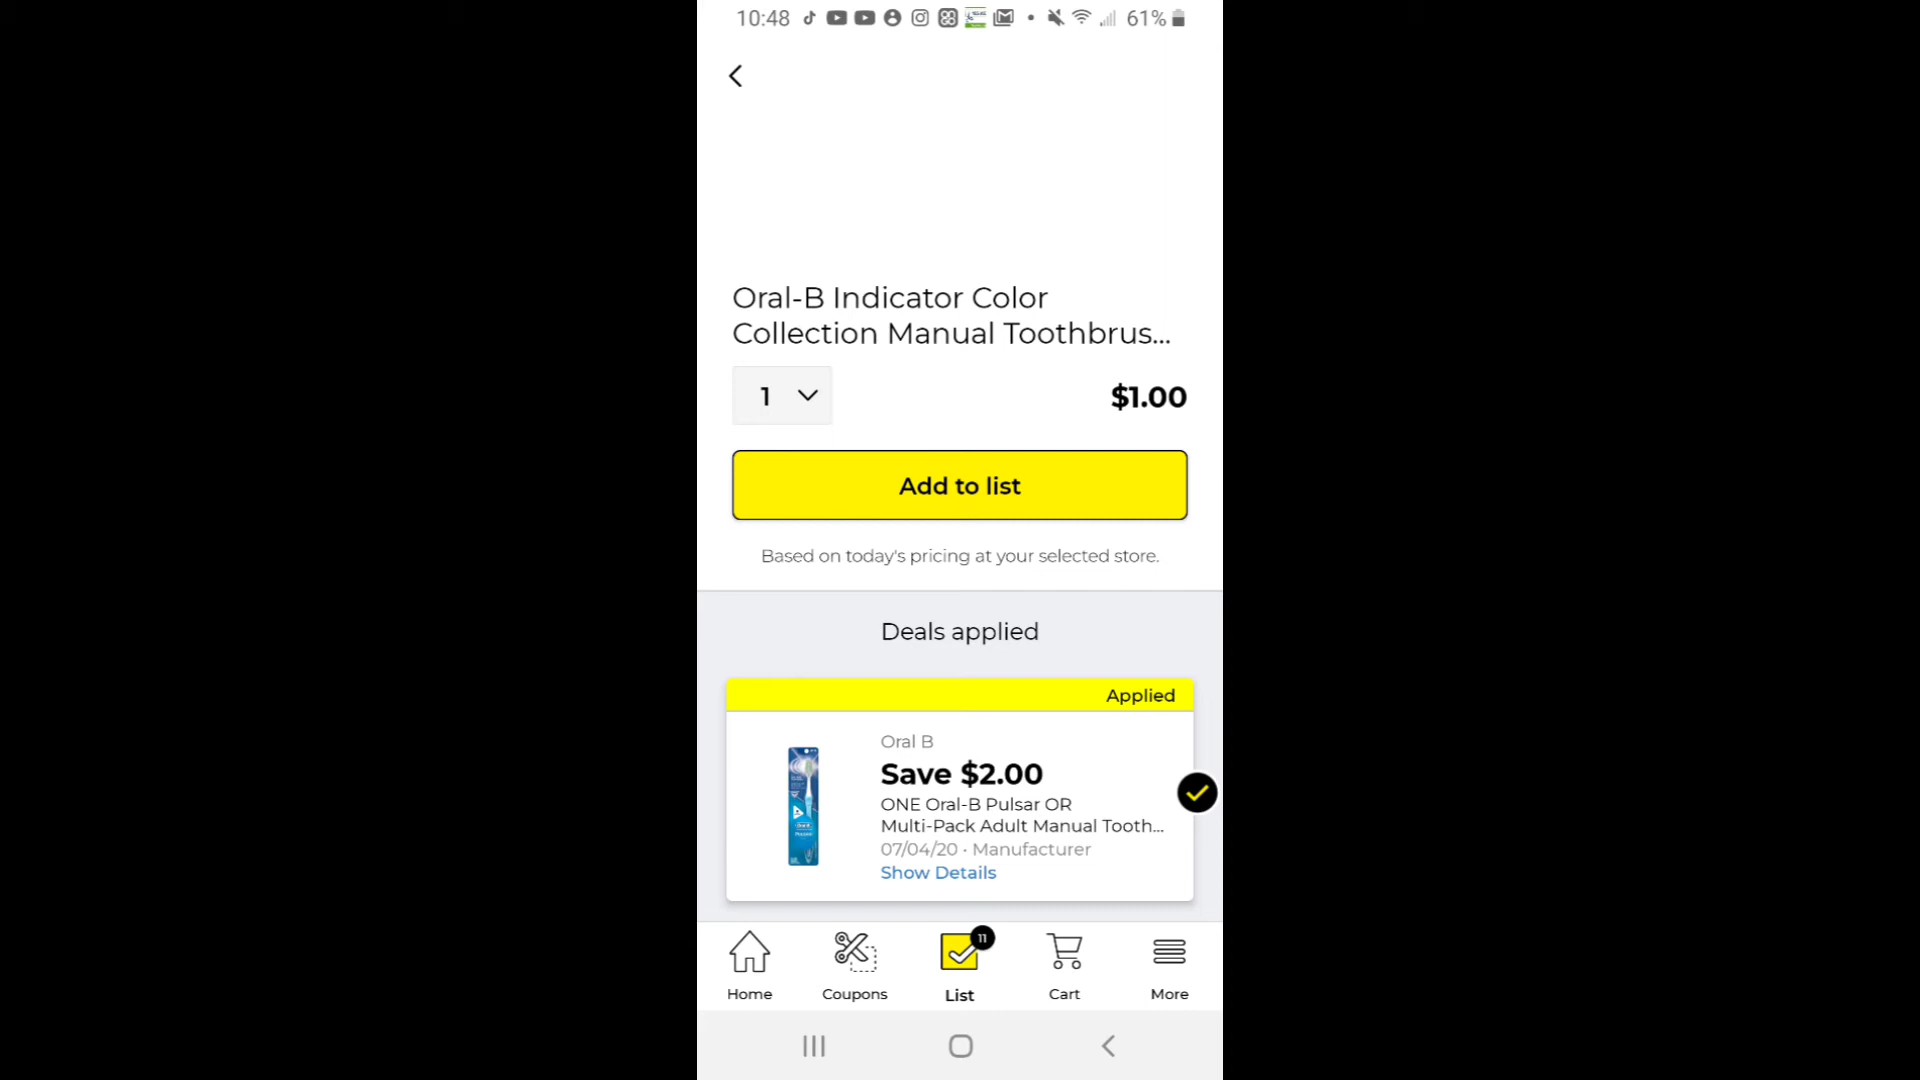 10:48
61%
Oral-B Indicator Color
Collection Manual Toothbrus...
1
$1.00
Add to list
Based on today's pricing at your selected store.
Deals applied
Applied
Oral B
Save $2.00
ONE Oral-B Pulsar OR
Multi-Pack Adult Manual Tooth...
07/04/20 · Manufacturer
Show Details
11
Home
Coupons
List
Cart
More